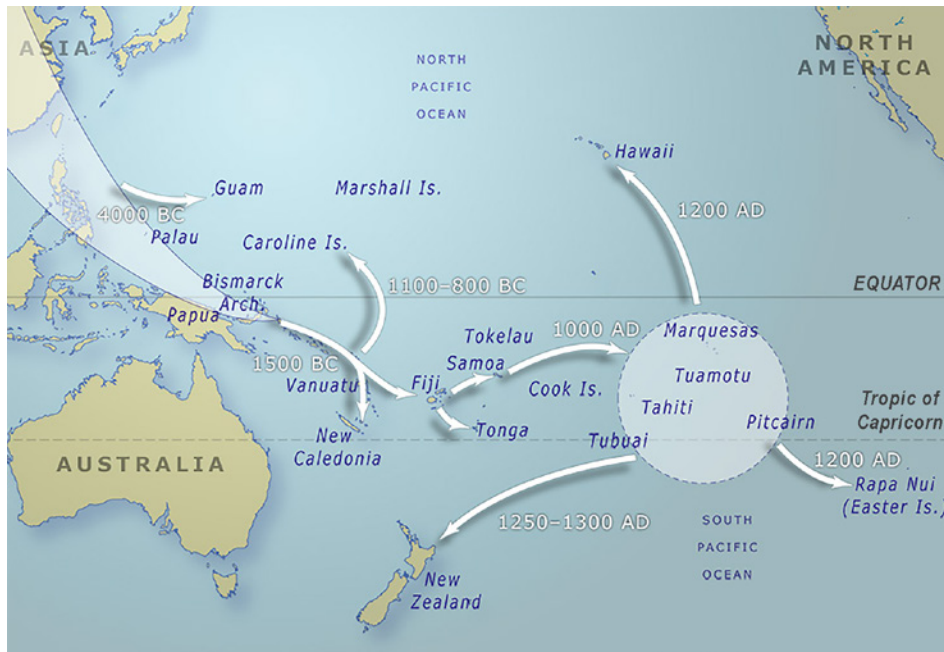 ASIA
NORTH
PACIFIC
OCEAN
NORTH
AMERICA
Hawaii
Guam
Marshall Is.
4000 BC
1200 AD
Palau
Caroline Is.
Bismarck
Arch.
1100–800 BC
EQUATOR
Papua
Marquesas
Tokelau
1000 AD
1500 BC
Samoa
Vanuatu
Fiji
Cook Is.
Tuamotu
Tahiti
Tropic of
Capricorn
Pitcairn
New
Caledonia
Tonga
Tubuai
AUSTRALIA
1200 AD
Rapa Nui
(Easter Is.)
1250–1300 AD
SOUTH
PACIFIC
OCEAN
New
Zealand